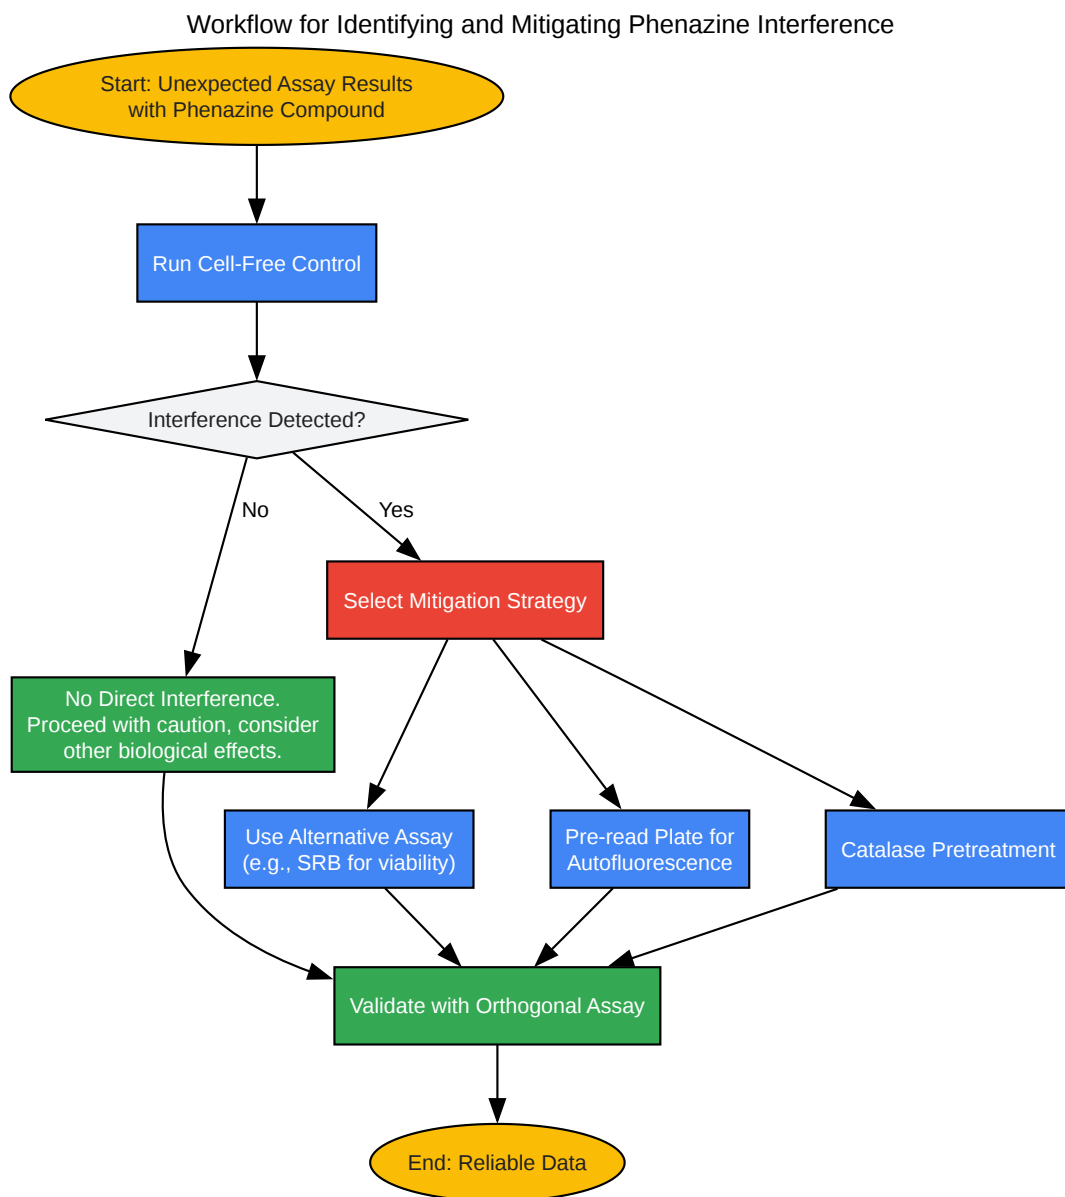 Workflow for Identifying and Mitigating Phenazine Interference
Start: Unexpected Assay Results
with Phenazine Compound
Run Cell-Free Control
Interference Detected?
No
Yes
Select Mitigation Strategy
No Direct Interference.
Proceed with caution, consider
other biological effects.
Use Alternative Assay
(e.g., SRB for viability)
Pre-read Plate for
Autofluorescence
Catalase Pretreatment
Validate with Orthogonal Assay
End: Reliable Data